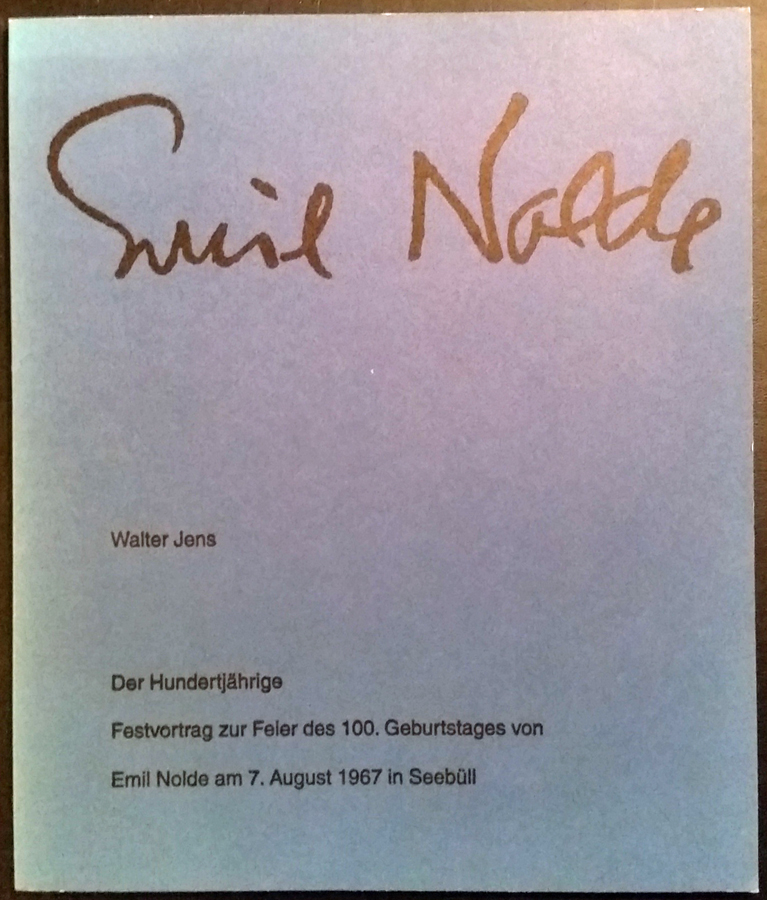 Emil Nolde
Walter Jens
Der Hundertjährige
Festvortrag zur Feier des 100. Geburtstages von
Emil Nolde am 7. August 1967 in Seebüll